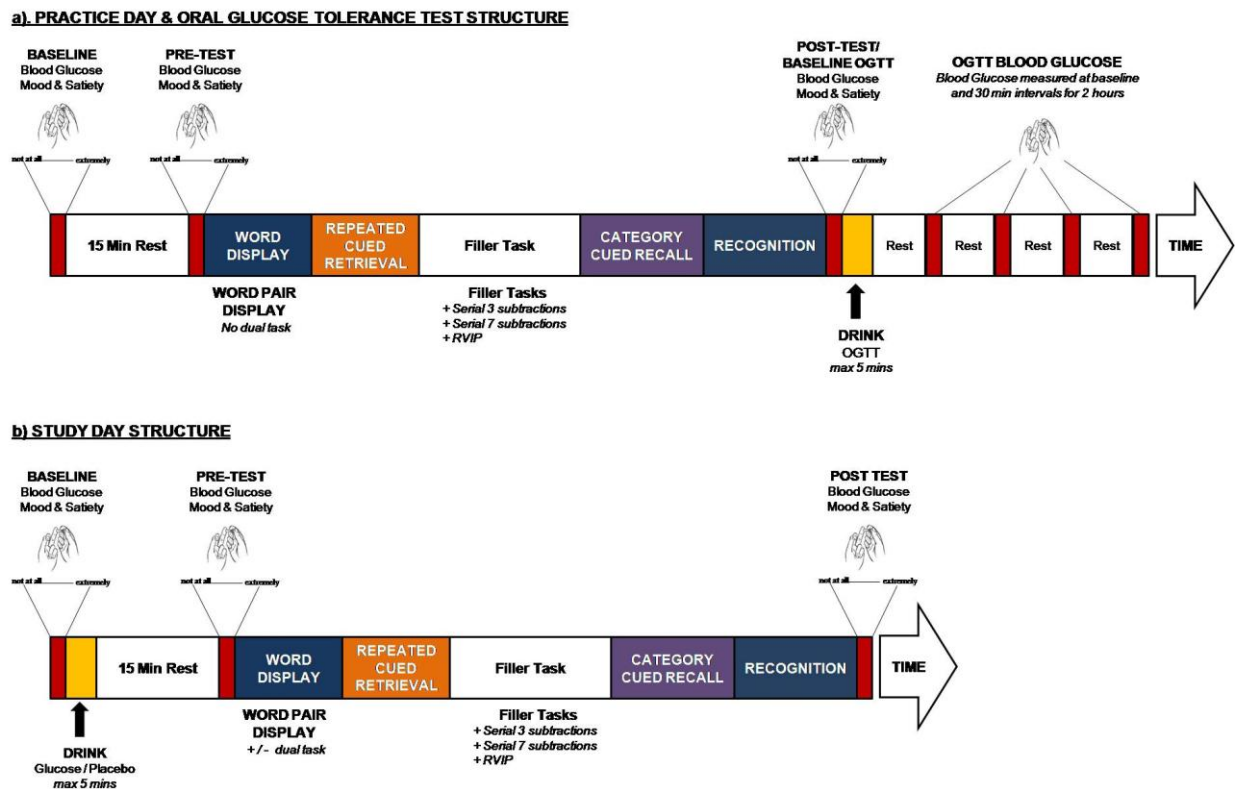 a). PRACTICE DAY & ORAL GLUCOSE TOLERANCE TEST STRUCTURE
BASELINE
Blood Glucose
Mood & Satiety
not at all extremely
PRE-TEST
Blood Glucose
Mood & Satiety
not at all extremely
POST-TEST/
BASELINE OGTT
Blood Glucose
Mood & Satiety
not at all extremely
OGTT BLOOD GLUCOSE
Blood Glucose measured at baseline
and 30 min intervals for 2 hours
15 Min Rest
WORD
DISPLAY
REPEATED
CUED
RETRIEVAL
Filler Task
CATEGORY
CUED RECALL
RECOGNITION
Rest
Rest
Rest
Rest
TIME
WORD PAIR
DISPLAY
No dual task
Filler Tasks
+ Serial 3 subtractions
+ Serial 7 subtractions
+ RVIP
DRINK
OGTT
max 5 mins
b) STUDY DAY STRUCTURE
BASELINE
Blood Glucose
Mood & Satiety
not at all extremely
PRE-TEST
Blood Glucose
Mood & Satiety
not at all extremely
POST TEST
Blood Glucose
Mood & Satiety
not at all extremely
15 Min Rest
WORD
DISPLAY
REPEATED
CUED
RETRIEVAL
Filler Task
CATEGORY
CUED RECALL
RECOGNITION
TIME
DRINK
Glucose / Placebo
max 5 mins
WORD PAIR
DISPLAY
+ / - dual task
Filler Tasks
+ Serial 3 subtractions
+ Serial 7 subtractions
+ RVIP